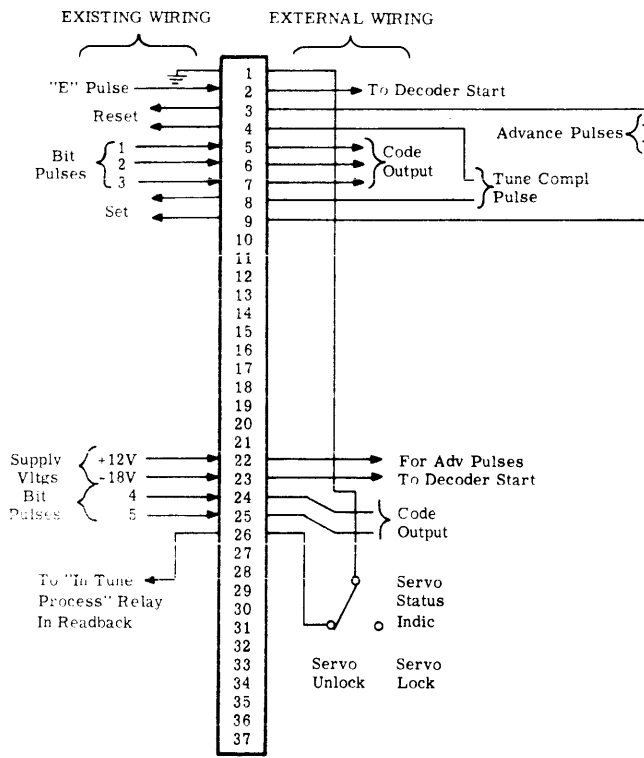 EXISTING WIRING EXTERNAL WIRING
1
"E" Pulse 2 To Decoder Start
Reset 3
4 Advance Pulses
Bit Pulses 1 5 Code Output
2 6
3 7 Tune Compl Pulse
Set 8
9
10
11
12
13
14
15
16
17
18
19
20
21
Supply Vltgs +12V 22 For Adv Pulses
-18V 23 To Decoder Start
Bit Pulses 4 24 Code Output
5 25
26
27
To "In Tune Process" Relay In Readback 28 Servo Status Indic
29
30
31
32
33 Servo Unlock Servo Lock
34
35
36
37